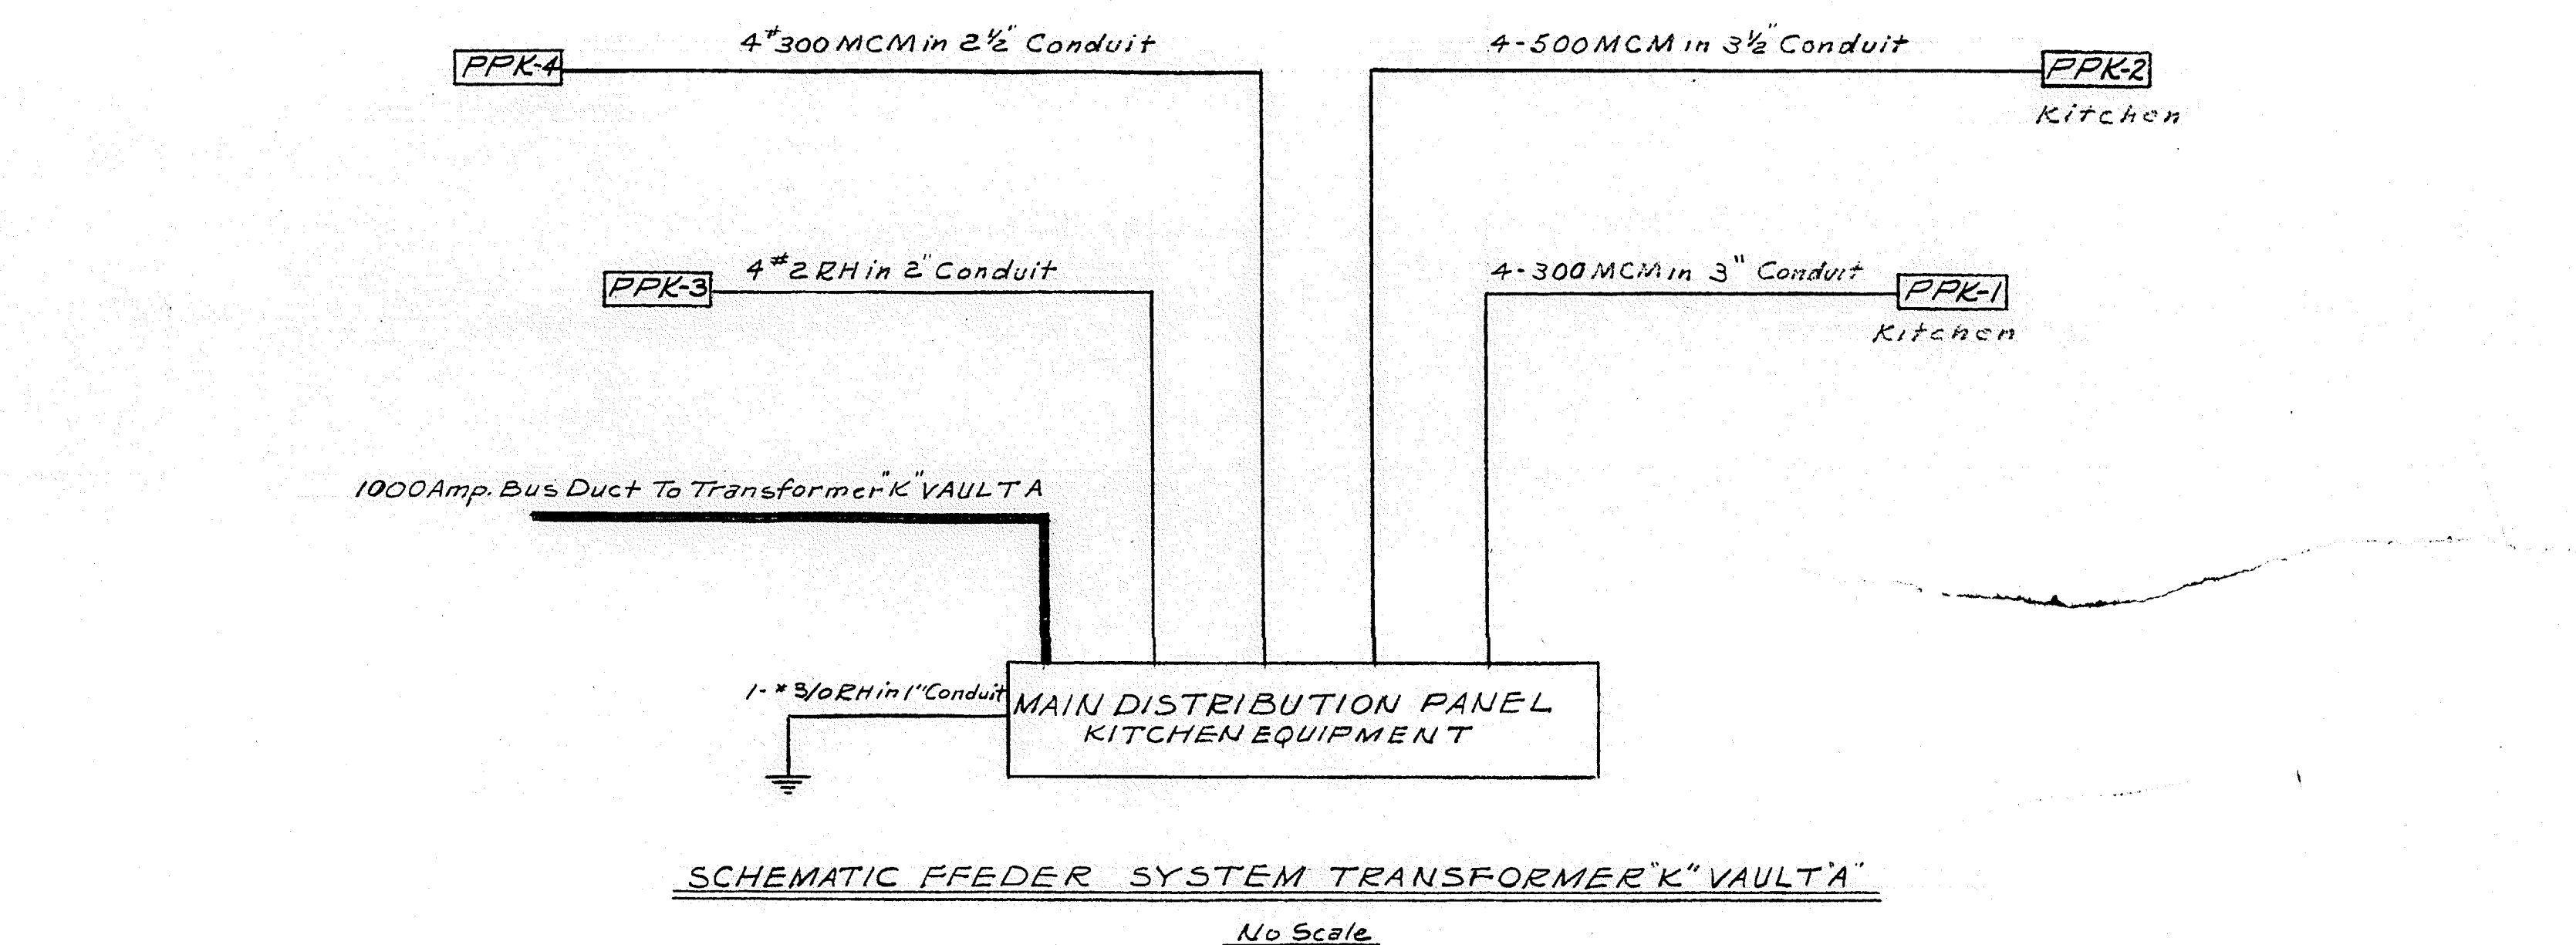 4#300 MCM in 2½" Conduit
4-500 MCM in 3½" Conduit
PPK-4
PPK-2
Kitchen
4#2 RH in 2" Conduit
4-300 MCM in 3" Conduit
PPK-3
PPK-1
Kitchen
1000 Amp. Bus Duct To Transformer "K" VAULT A
1-#3/0 RH in 1" Conduit
MAIN DISTRIBUTION PANEL
KITCHEN EQUIPMENT
SCHEMATIC FFEDER SYSTEM TRANSFORMER "K" VAULT "A"
No Scale